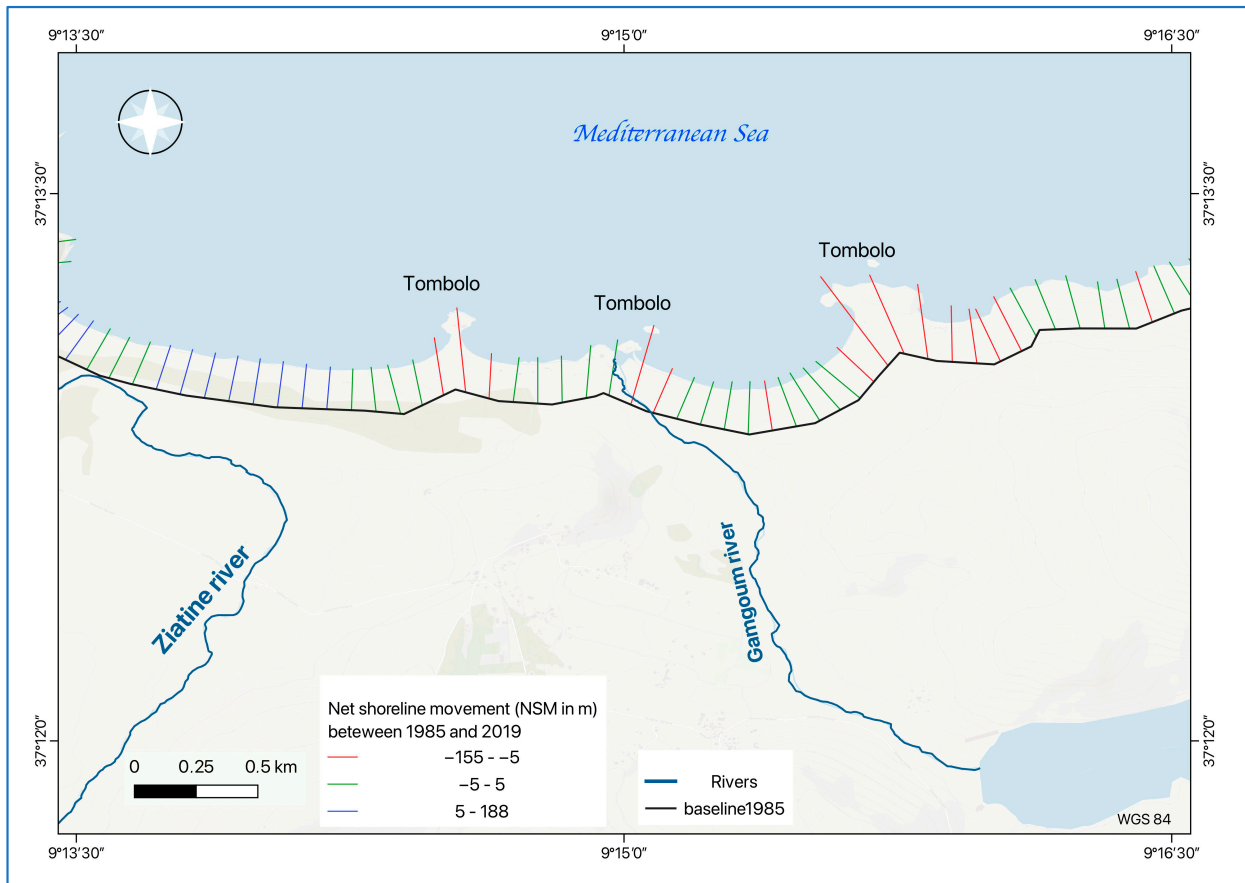 9°13′30″ 9°15′0″ 9°16′30″
Mediterranean Sea
37°13′30″ 37°13′30″
Tombolo
Tombolo
Tombolo
Ziatine river
Gamgoum river
37°12′0″ 37°12′0″
Net shoreline movement (NSM in m)
beteween 1985 and 2019
−155 - −5
−5 - 5
5 - 188
0 0.25 0.5 km
Rivers
baseline1985
WGS 84
9°13′30″ 9°15′0″ 9°16′30″